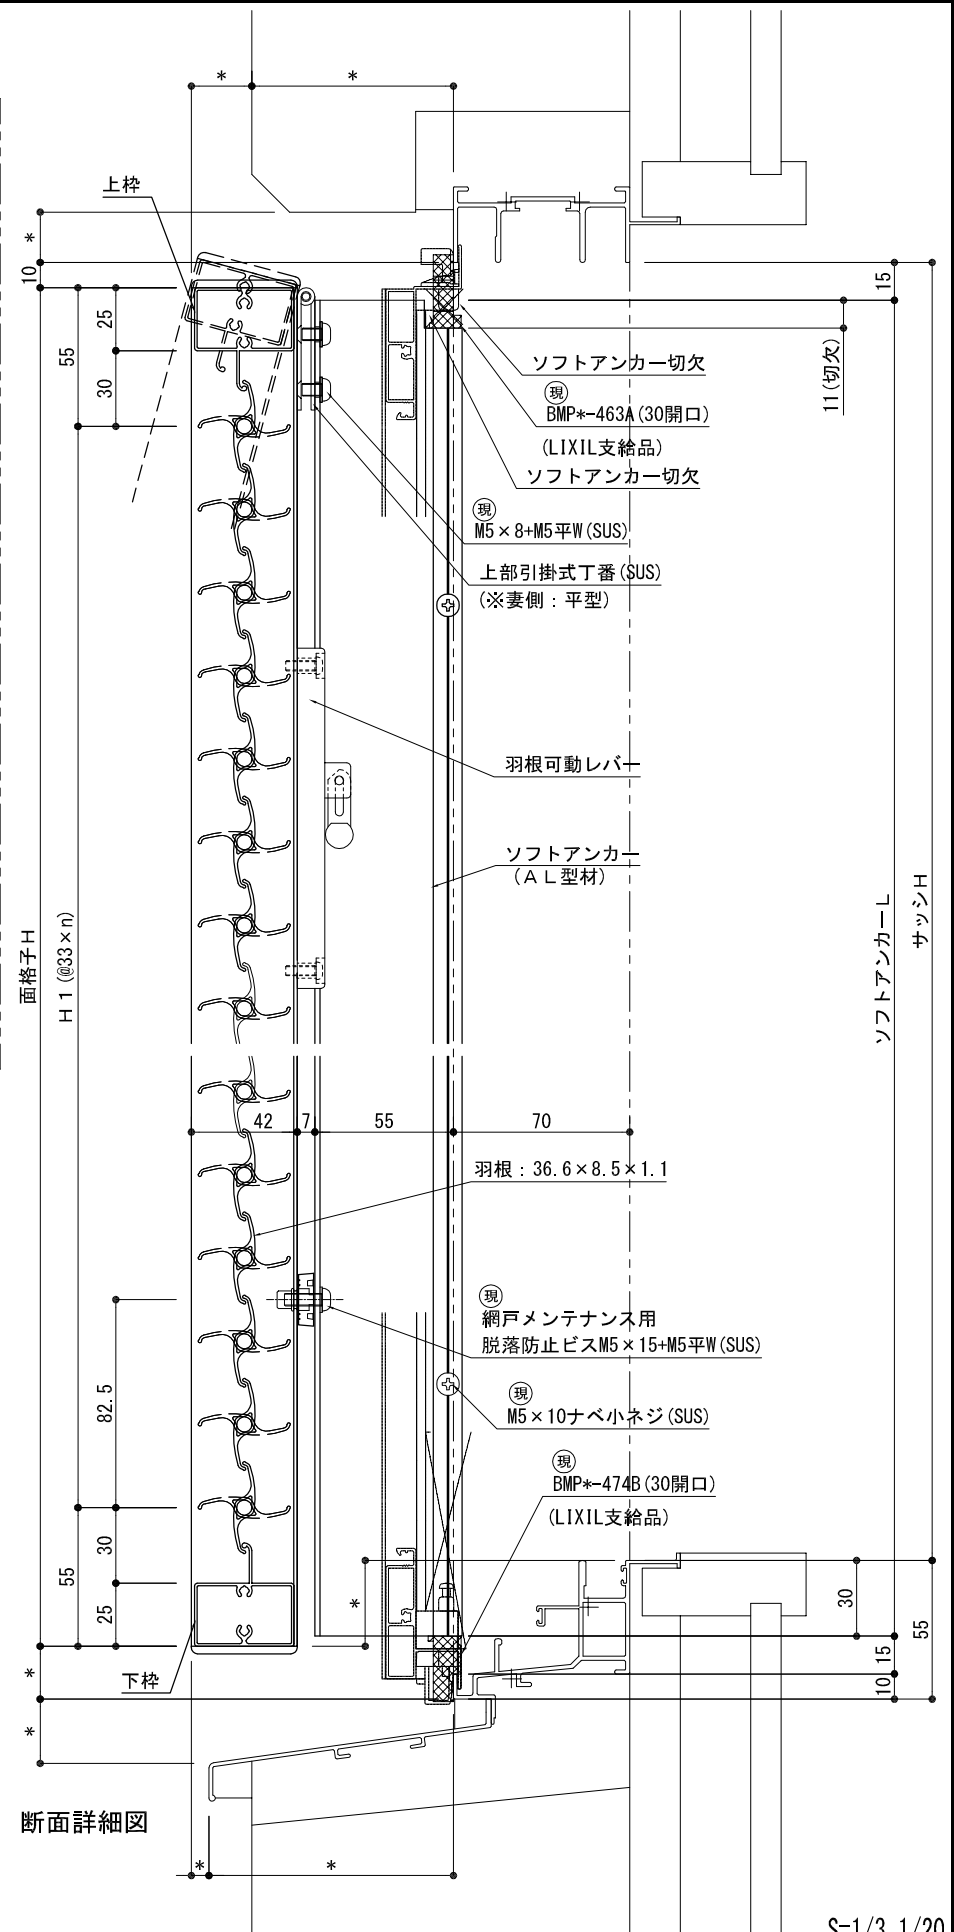 *
*
上枠
*
10
15
25
55
30
11(切欠)
ソフトアンカー切欠
現
BMP*-463A(30開口)
(LIXIL支給品)
ソフトアンカー切欠
現
M5×8+M5平W(SUS)
上部引掛式丁番(SUS)
(※妻側：平型)
羽根可動レバー
ソフトアンカー
(ＡＬ型材)
面格子H
H1(@33×n)
ソフトアンカーL
サッシH
42
7
55
70
羽根：36.6×8.5×1.1
現
網戸メンテナンス用
脱落防止ビスM5×15+M5平W(SUS)
82.5
現
M5×10ナベ小ネジ(SUS)
現
BMP*-474B(30開口)
(LIXIL支給品)
30
55
25
*
30
55
15
10
*
下枠
*
断面詳細図
*
*
S=1/3,1/20